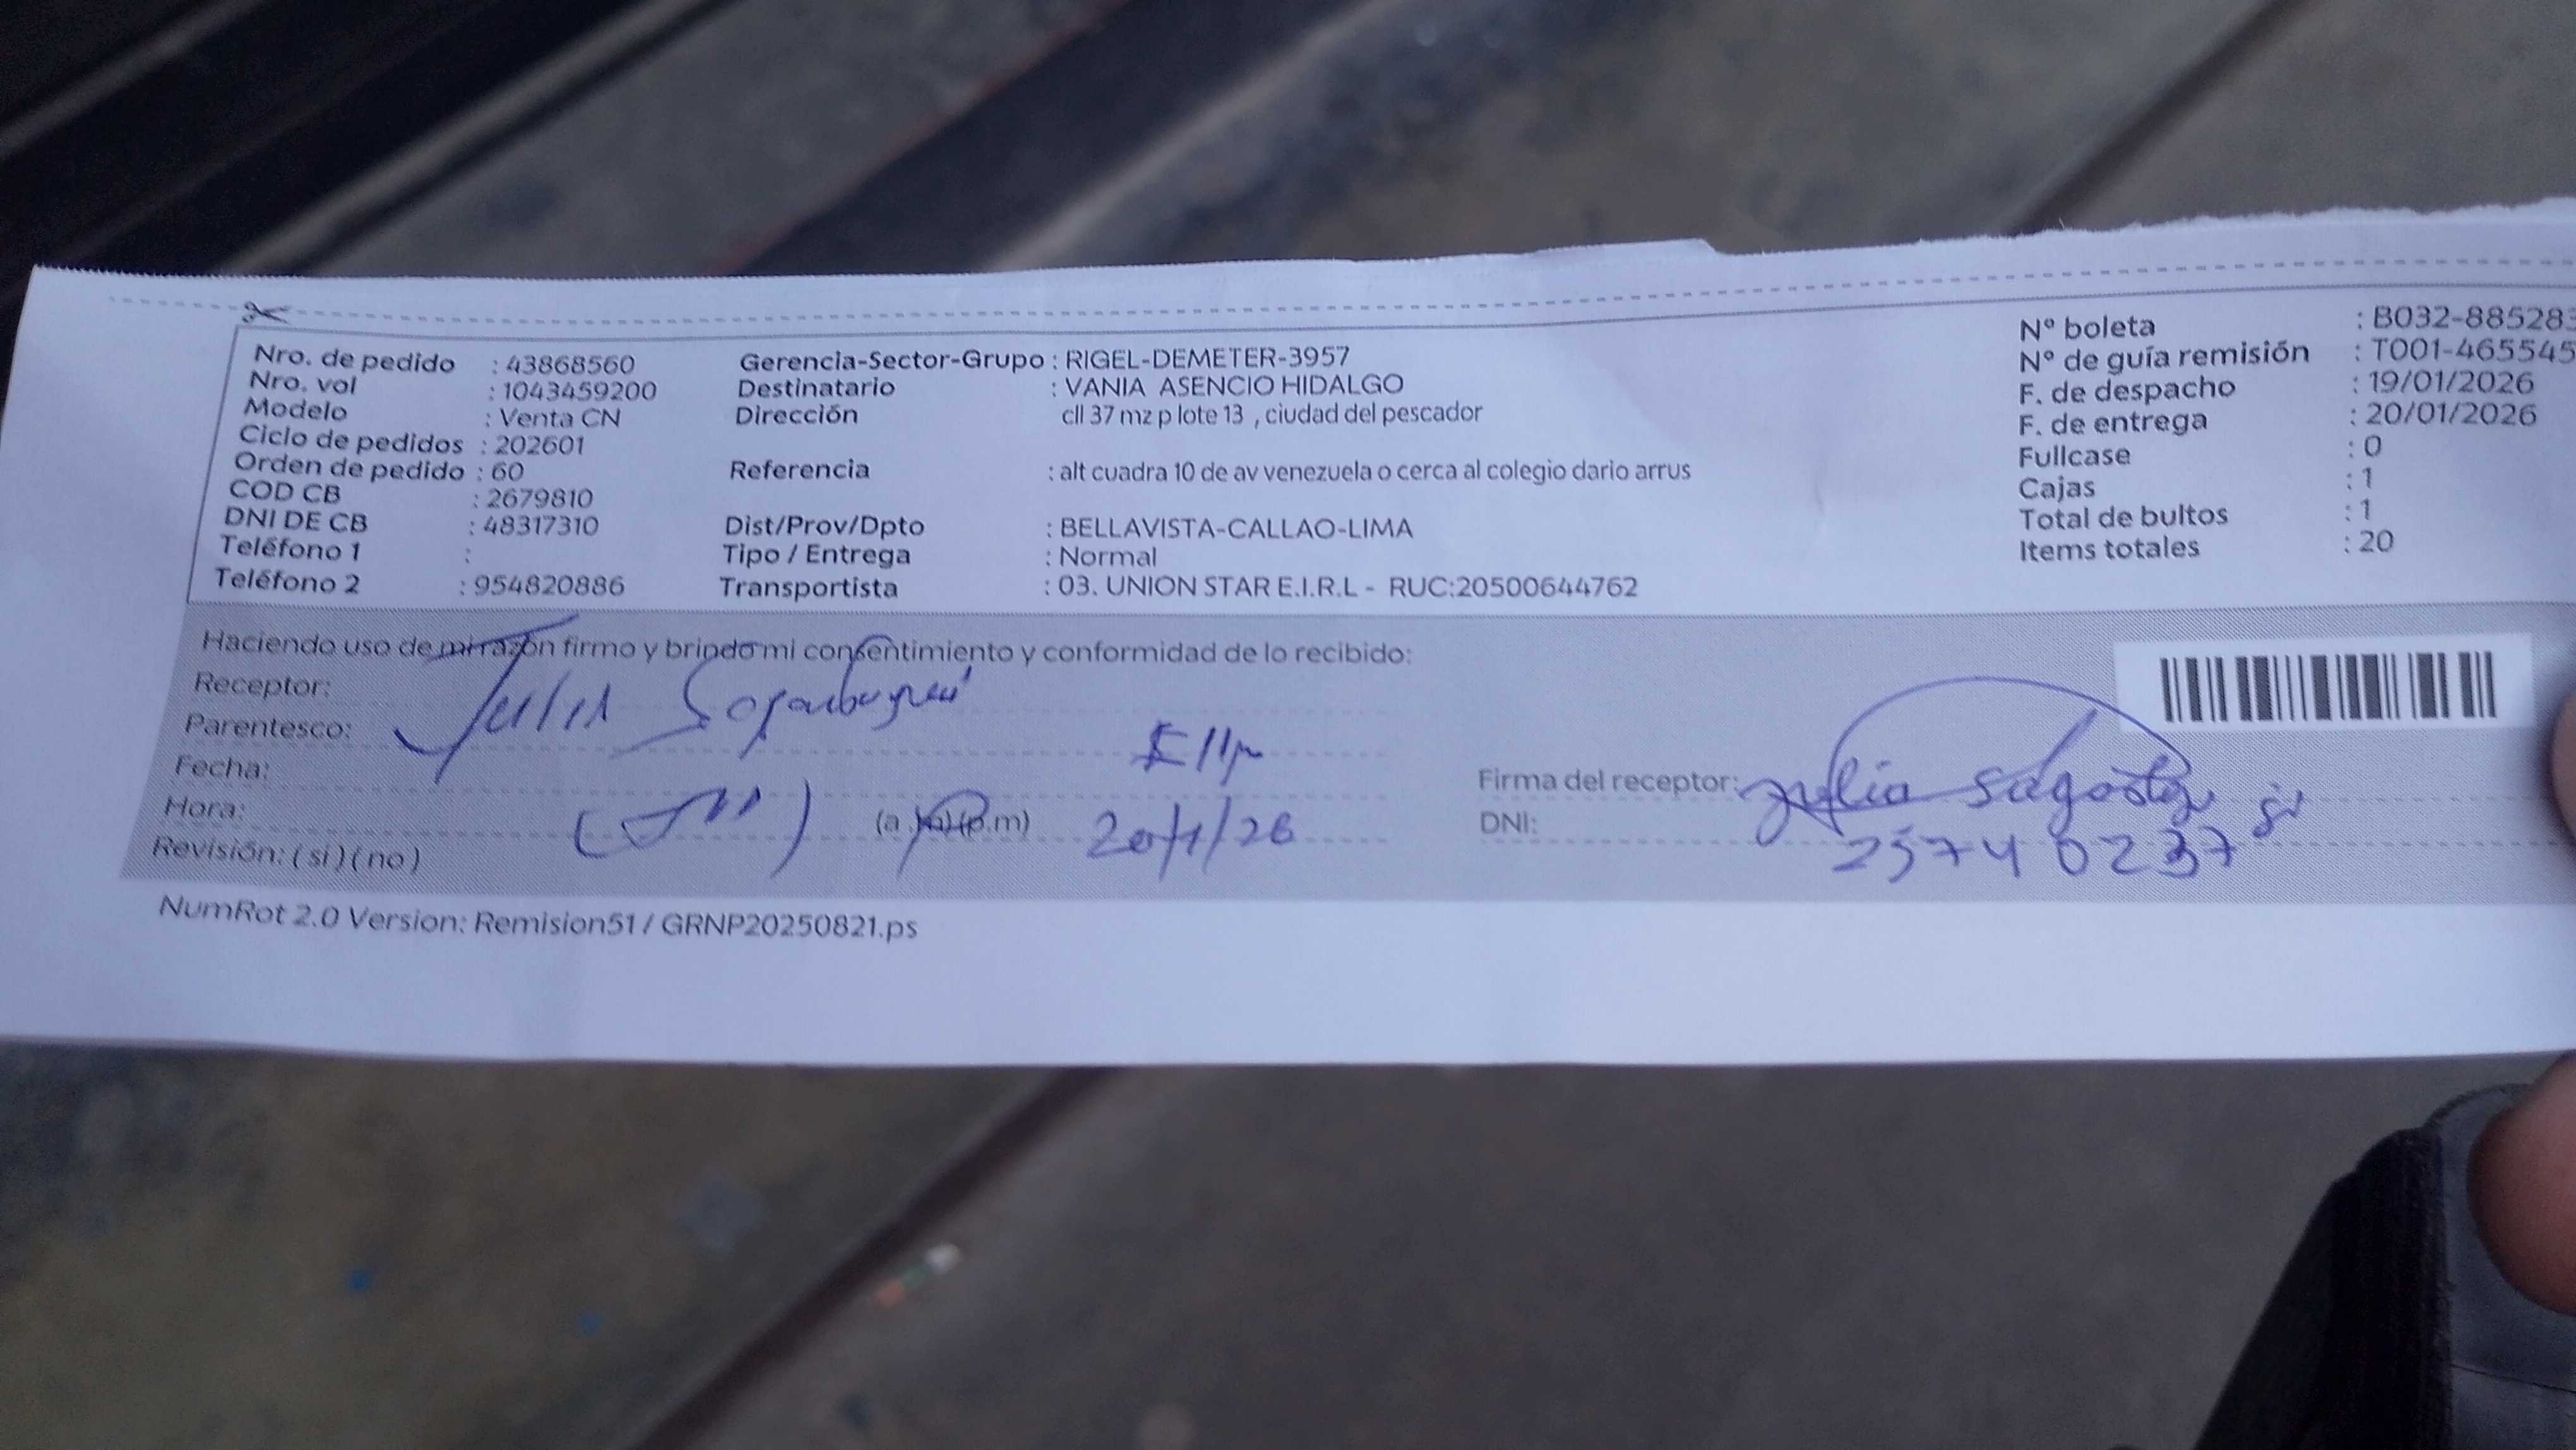 Nro. de pedido : 43868560
Nro. vol : 1043459200
Modelo : Venta CN
Ciclo de pedidos : 202601
Orden de pedido : 60
COD CB : 2679810
DNI DE CB : 48317310
Teléfono 1 :
Teléfono 2 : 954820886
Gerencia-Sector-Grupo : RIGEL-DEMETER-3957
Destinatario : VANIA ASENCIO HIDALGO
Dirección cll 37 mz p lote 13 , ciudad del pescador
Referencia : alt cuadra 10 de av venezuela o cerca al colegio dario arrus
Dist/Prov/Dpto : BELLAVISTA-CALLAO-LIMA
Tipo / Entrega : Normal
Transportista : 03. UNION STAR E.I.R.L - RUC:20500644762
Nº boleta : B032-885283
Nº de guía remisión : T001-465545
F. de despacho : 19/01/2026
F. de entrega : 20/01/2026
Fullcase : 0
Cajas : 1
Total de bultos : 1
Items totales : 20
Haciendo uso de mi razón firmo y brindo mi consentimiento y conformidad de lo recibido:
Receptor:
Parentesco:
Fecha:
Hora: (a.m)(p.m) 20/1/26
Revisión: ( si ) ( no )
Firma del receptor: Julia
DNI: 25740237
NumRot 2.0 Version: Remision51 / GRNP20250821.ps